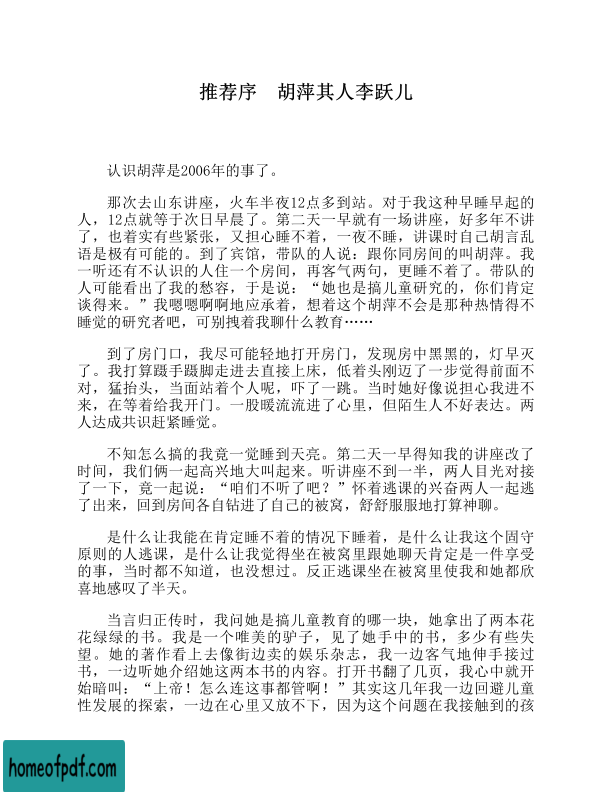 推荐序　胡萍其人李跃儿
认识胡萍是2006年的事了。
那次去山东讲座，火车半夜12点多到站。对于我这种早睡早起的
人，12点就等于次日早晨了。第二天一早就有一场讲座，好多年不讲
了，也着实有些紧张，又担心睡不着，一夜不睡，讲课时自己胡言乱
语是极有可能的。到了宾馆，带队的人说：跟你同房间的叫胡萍。我
一听还有不认识的人住一个房间，再客气两句，更睡不着了。带队的
人可能看出了我的愁容，于是说：“她也是搞儿童研究的，你们肯定
谈得来。”我嗯嗯啊啊地应承着，想着这个胡萍不会是那种热情得不
睡觉的研究者吧，可别拽着我聊什么教育……
到了房门口，我尽可能轻地打开房门，发现房中黑黑的，灯早灭
了。我打算蹑手蹑脚走进去直接上床，低着头刚迈了一步觉得前面不
对，猛抬头，当面站着个人呢，吓了一跳。当时她好像说担心我进不
来，在等着给我开门。一股暖流流进了心里，但陌生人不好表达。两
人达成共识赶紧睡觉。
不知怎么搞的我竟一觉睡到天亮。第二天一早得知我的讲座改了
时间，我们俩一起高兴地大叫起来。听讲座不到一半，两人目光对接
了一下，竟一起说：“咱们不听了吧？”怀着逃课的兴奋两人一起逃
了出来，回到房间各自钻进了自己的被窝，舒舒服服地打算神聊。
是什么让我能在肯定睡不着的情况下睡着，是什么让我这个固守
原则的人逃课，是什么让我觉得坐在被窝里跟她聊天肯定是一件享受
的事，当时都不知道，也没想过。反正逃课坐在被窝里使我和她都欣
喜地感叹了半天。
当言归正传时，我问她是搞儿童教育的哪一块，她拿出了两本花
花绿绿的书。我是一个唯美的驴子，见了她手中的书，多少有些失
望。她的著作看上去像街边卖的娱乐杂志，我一边客气地伸手接过
书，一边听她介绍她这两本书的内容。打开书翻了几页，我心中就开
始暗叫：“上帝！怎么连这事都管啊！”其实这几年我一边回避儿童
性发展的探索，一边在心里又放不下，因为这个问题在我接触到的孩
homeofpdf.com